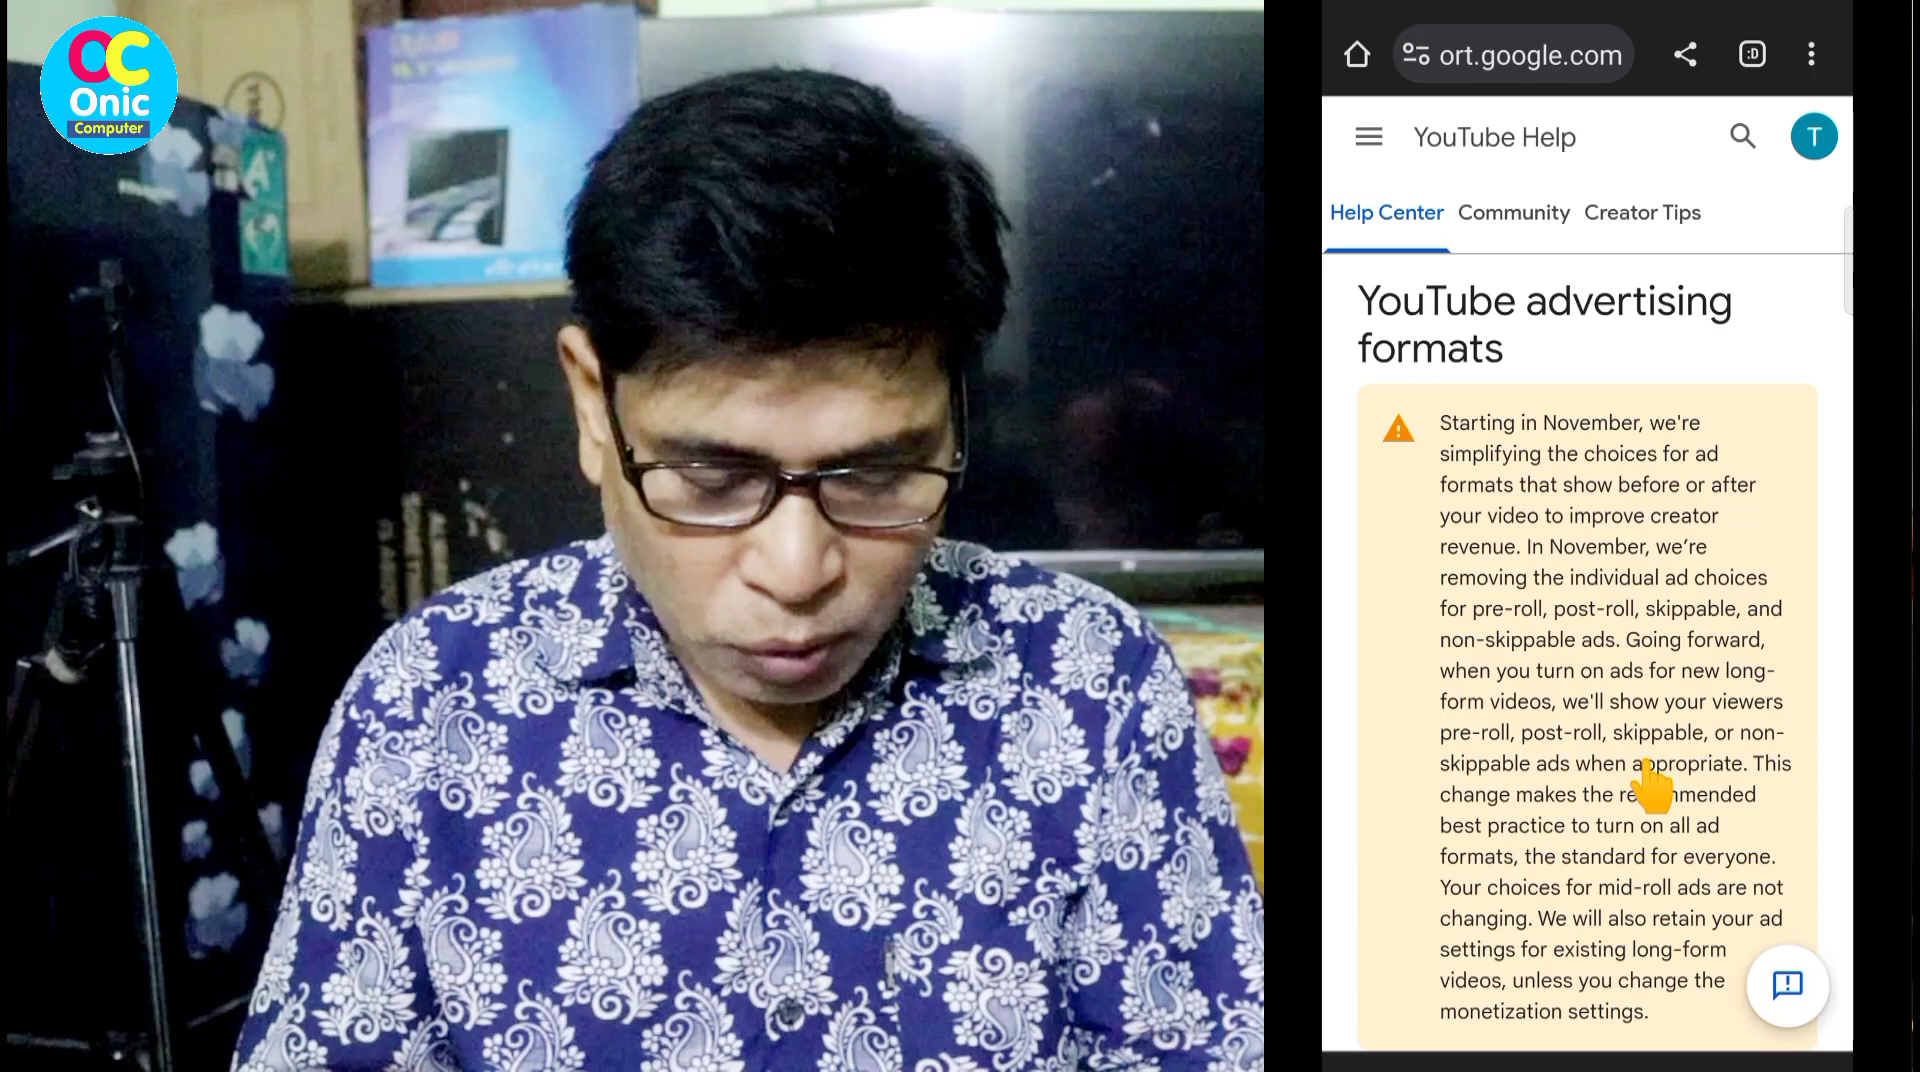 OC
Onic
Computer
ort.google.com
:D
YouTube Help
T
Help Center
Community
Creator Tips
YouTube advertising
formats
Starting in November, we're
simplifying the choices for ad
formats that show before or after
your video to improve creator
revenue. In November, we’re
removing the individual ad choices
for pre-roll, post-roll, skippable, and
non-skippable ads. Going forward,
when you turn on ads for new long-
form videos, we'll show your viewers
pre-roll, post-roll, skippable, or non-
skippable ads when appropriate. This
change makes the recommended
best practice to turn on all ad
formats, the standard for everyone.
Your choices for mid-roll ads are not
changing. We will also retain your ad
settings for existing long-form
videos, unless you change the
monetization settings.